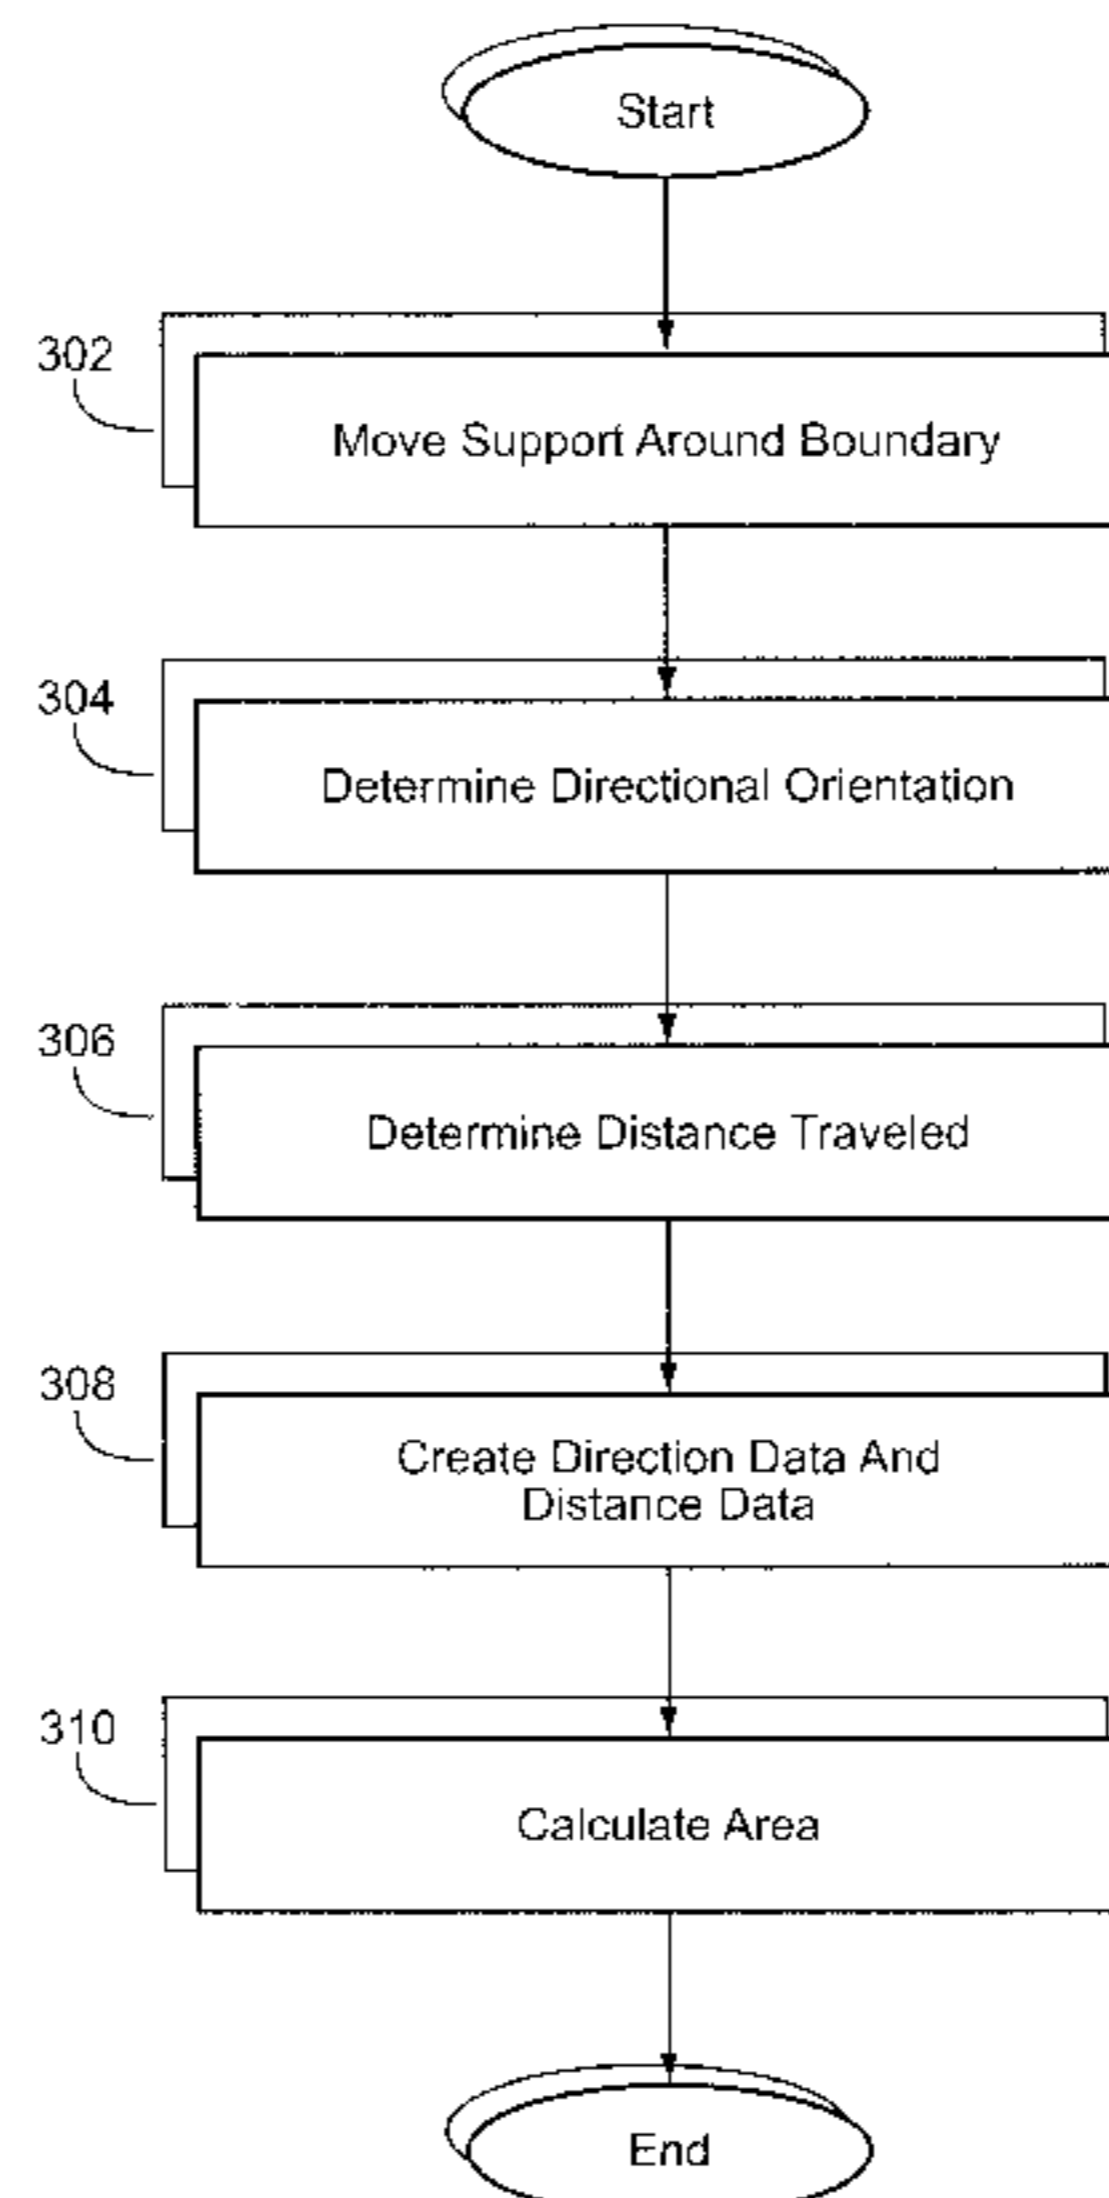 Start
302
Move Support Around Boundary
304
Determine Directional Orientation
306
Determine Distance Traveled
308
Create Direction Data And
Distance Data
310
Calculate Area
End